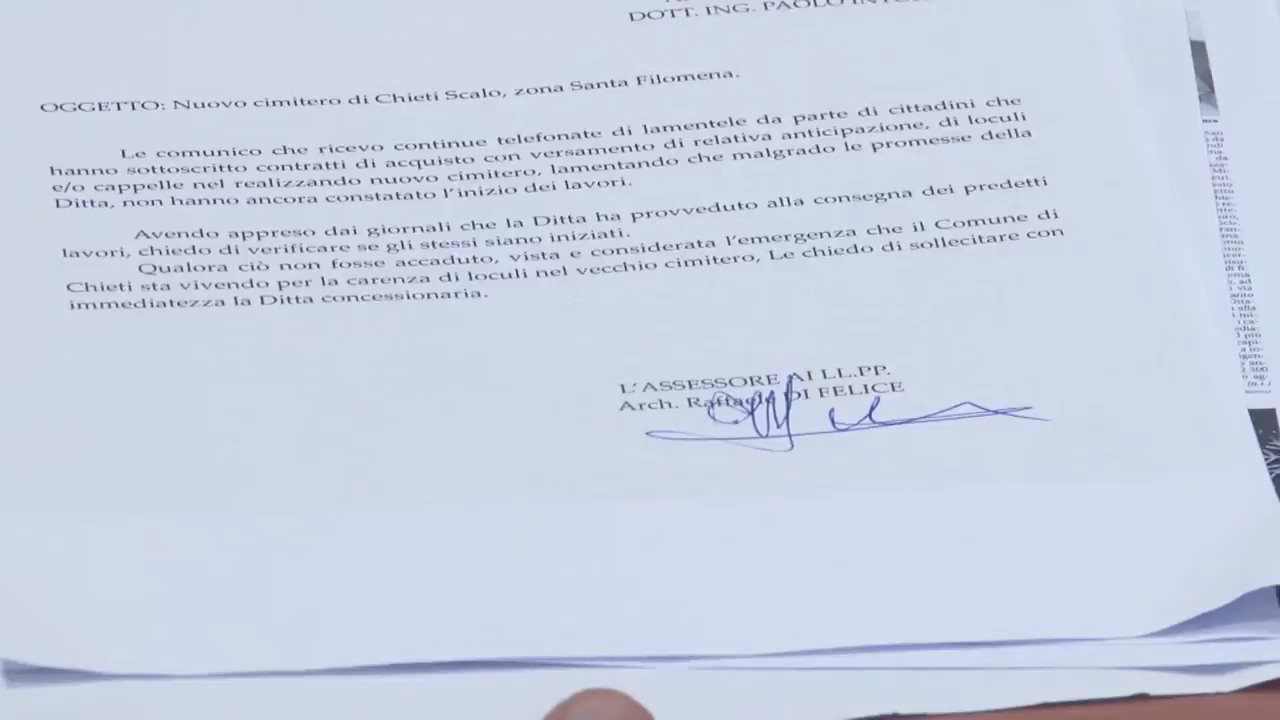 DOTT. ING. PAOLO
OGGETTO: Nuovo cimitero di Chieti Scalo, zona Santa Filomena.
Le comunico che ricevo continue telefonate di lamentele da parte di cittadini che
hanno sottoscritto contratti di acquisto con versamento di relativa anticipazione, di loculi
e/o cappelle nel realizzando nuovo cimitero, lamentando che malgrado le promesse della
Ditta, non hanno ancora constatato l'inizio dei lavori.
Avendo appreso dai giornali che la Ditta ha provveduto alla consegna dei predetti
lavori, chiedo di verificare se gli stessi siano iniziati.
Qualora ciò non fosse accaduto, vista e considerata l'emergenza che il Comune di
Chieti sta vivendo per la carenza di loculi nel vecchio cimitero, Le chiedo di sollecitare con
immediatezza la Ditta concessionaria.
L'ASSESSORE AI LL.PP.
Arch. Raffaele DI FELICE